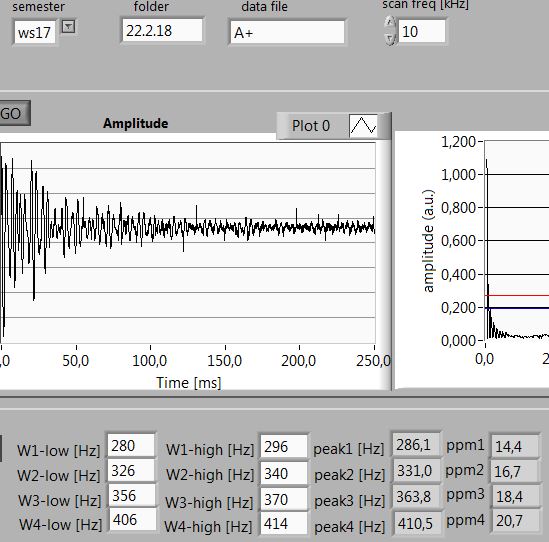 semester folder data file scan freq [kHz]
ws17 22.2.18 A+ 10
GO
Amplitude Plot 0
1,200
1,000
0,800
0,600
0,400
0,200
0,000
amplitude (a.u.)
,0 50,0 100,0 150,0 200,0 250,0
Time [ms]
0,0 2
W1-low [Hz] 280 W1-high [Hz] 296 peak1 [Hz] 286,1 ppm1 14,4
W2-low [Hz] 326 W2-high [Hz] 340 peak2 [Hz] 331,0 ppm2 16,7
W3-low [Hz] 356 W3-high [Hz] 370 peak3 [Hz] 363,8 ppm3 18,4
W4-low [Hz] 406 W4-high [Hz] 414 peak4 [Hz] 410,5 ppm4 20,7